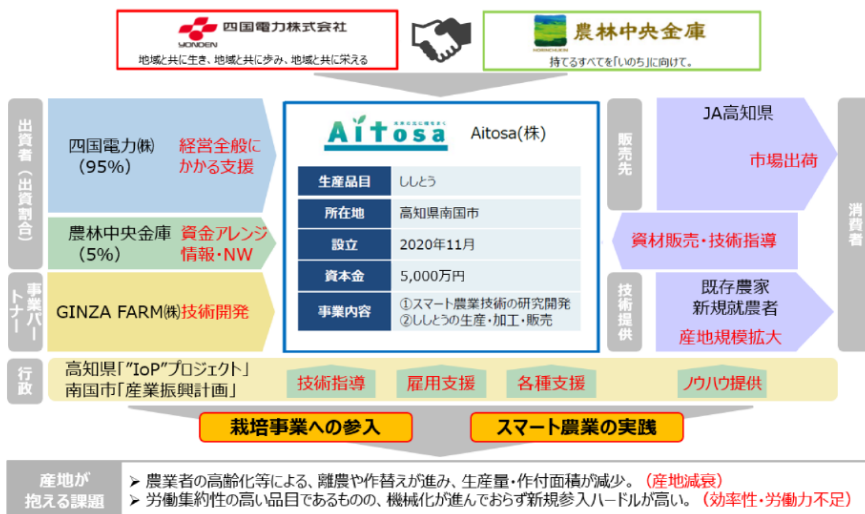 四国電力株式会社
YONDEN
地域と共に生き、地域と共に歩み、地域と共に栄える
農林中央金庫
持てるすべてを「いのち」に向けて。
出資者（出資割合）
四国電力㈱
（95%）
経営全般に
かかる支援
農林中央金庫
（5%）
資金アレンジ
情報・NW
事業パートナー
GINZA FARM㈱
技術開発
Aitosa
Aitosa(株)
生産品目
ししとう
所在地
高知県南国市
設立
2020年11月
資本金
5,000万円
事業内容
①スマート農業技術の研究開発
②ししとうの生産・加工・販売
販売先
JA高知県
市場出荷
資材販売・技術指導
技術提供
既存農家
新規就農者
産地規模拡大
消費者
行政
高知県「"IoP"プロジェクト」
南国市「産業振興計画」
技術指導
雇用支援
各種支援
ノウハウ提供
栽培事業への参入
スマート農業の実践
産地が
抱える課題
➢ 農業者の高齢化等による、離農や作替えが進み、生産量・作付面積が減少。（産地減衰）
➢ 労働集約性の高い品目であるものの、機械化が進んでおらず新規参入ハードルが高い。（効率性・労働力不足）